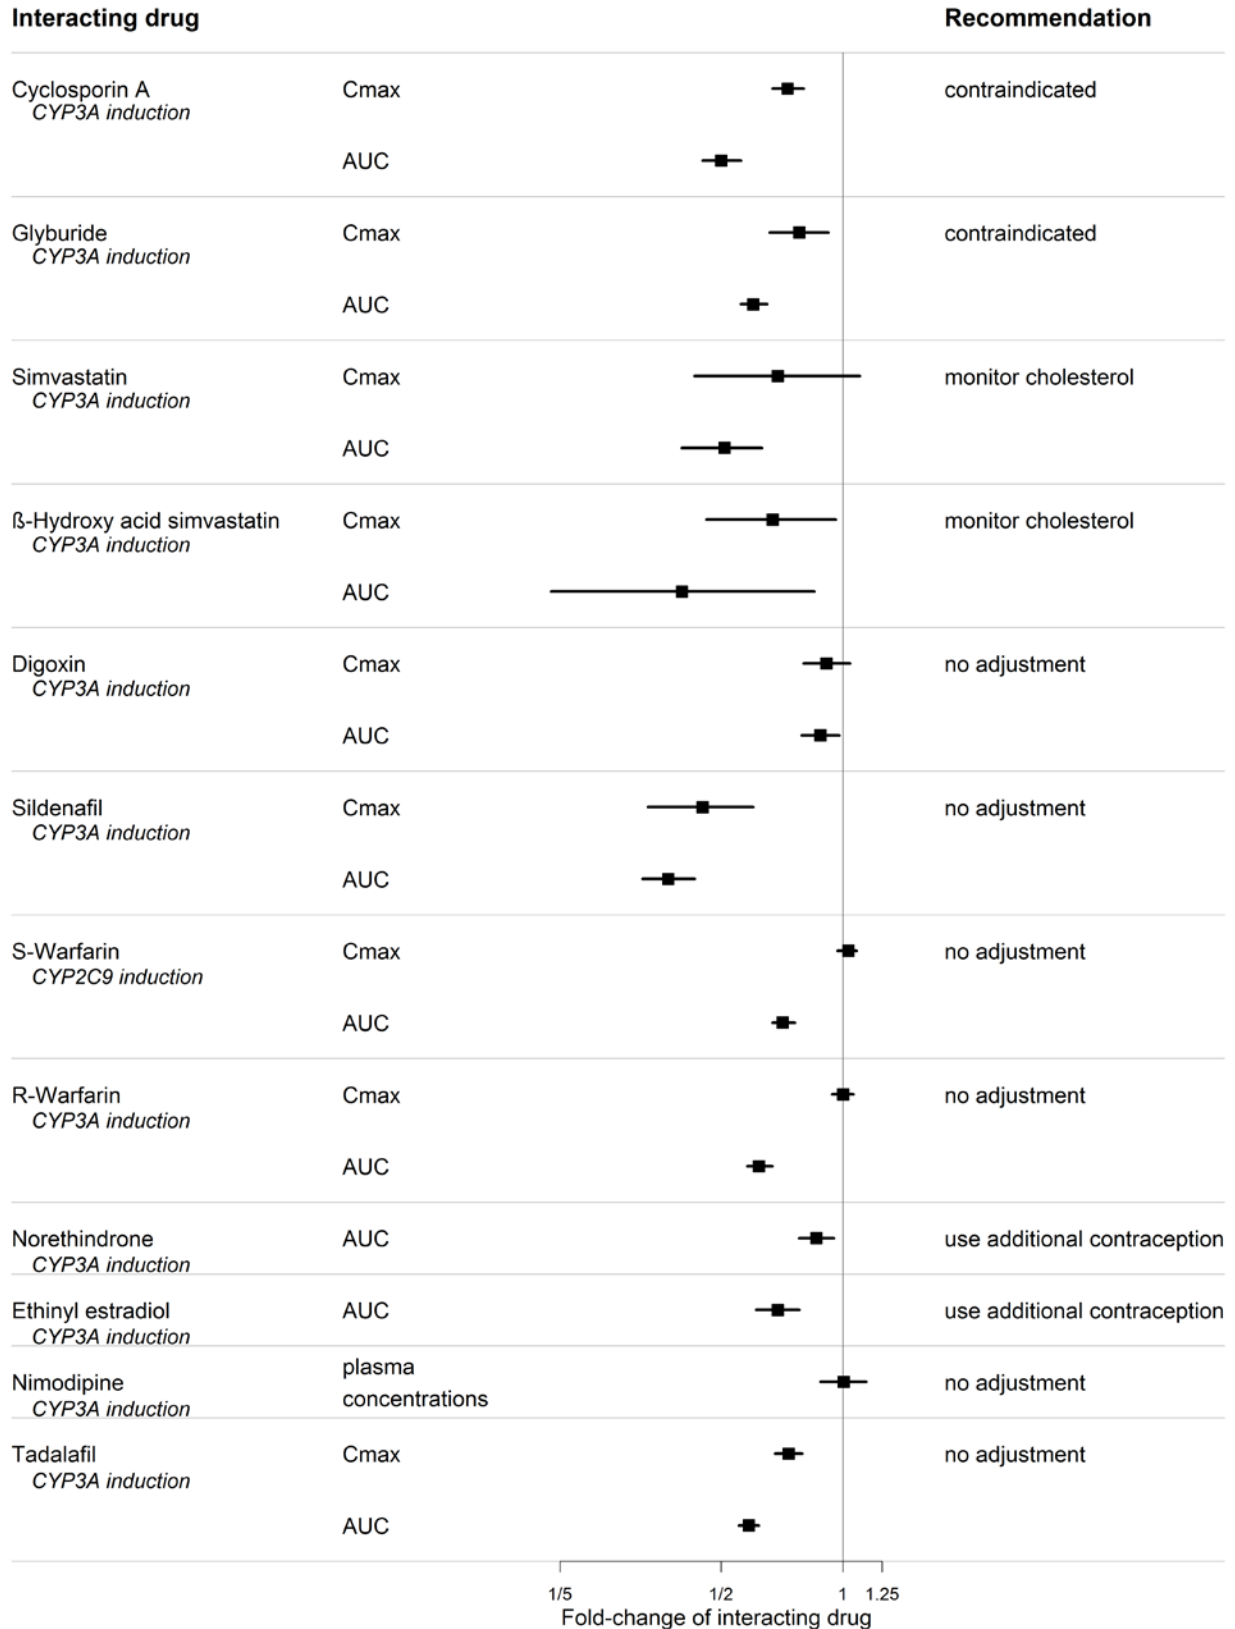 Interacting drug Recommendation
Cyclosporin A Cmax contraindicated
CYP3A induction
AUC
Glyburide Cmax contraindicated
CYP3A induction
AUC
Simvastatin Cmax monitor cholesterol
CYP3A induction
AUC
ß-Hydroxy acid simvastatin Cmax monitor cholesterol
CYP3A induction
AUC
Digoxin Cmax no adjustment
CYP3A induction
AUC
Sildenafil Cmax no adjustment
CYP3A induction
AUC
S-Warfarin Cmax no adjustment
CYP2C9 induction
AUC
R-Warfarin Cmax no adjustment
CYP3A induction
AUC
Norethindrone AUC use additional contraception
CYP3A induction
Ethinyl estradiol AUC use additional contraception
CYP3A induction
plasma
Nimodipine no adjustment
concentrations
CYP3A induction
Tadalafil Cmax no adjustment
CYP3A induction
AUC
1/5 1/2 1 1.25
Fold-change of interacting drug